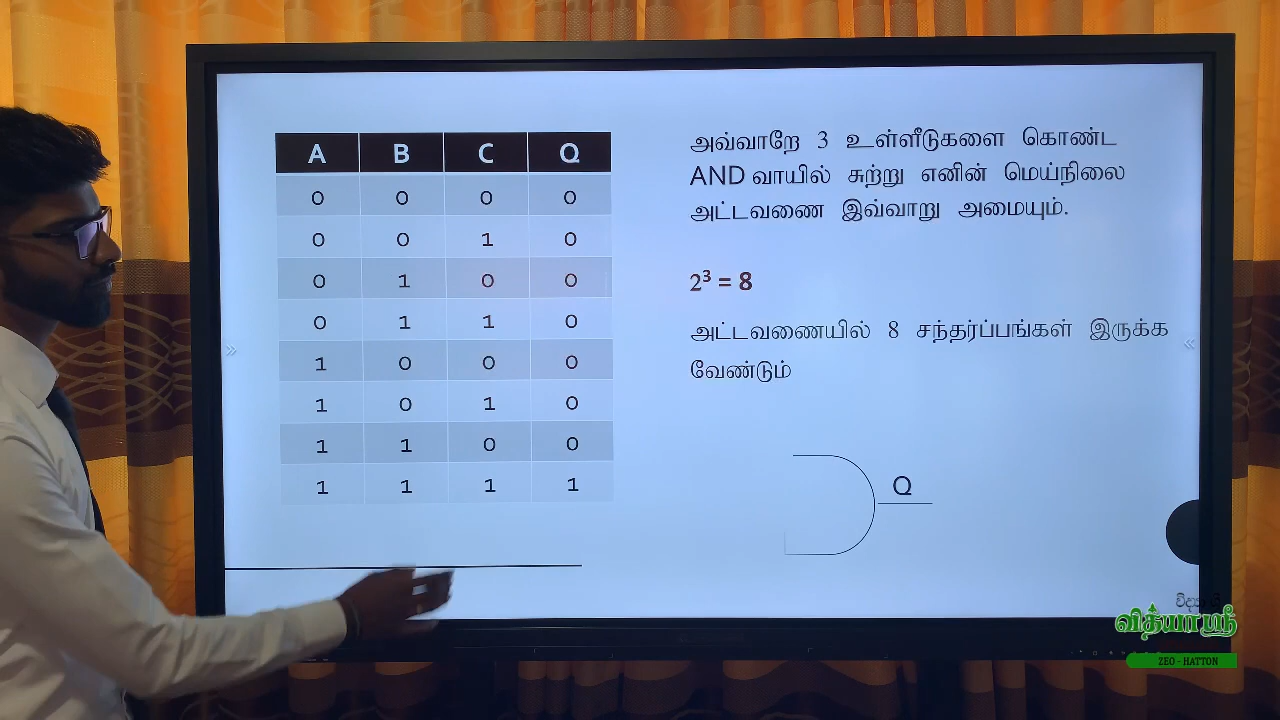 A B C Q
0 0 0 0
0 0 1 0
0 1 0 0
0 1 1 0
1 0 0 0
1 0 1 0
1 1 0 0
1 1 1 1
அவ்வாறே 3 உள்ளீடுகளை கொண்ட
AND வாயில் சுற்று எனின் மெய்நிலை
அட்டவணை இவ்வாறு அமையும்.
2³ = 8
அட்டவணையில் 8 சந்தர்ப்பங்கள் இருக்க
வேண்டும்
Q
வித்யாஸ்ரீ
ZEO - HATTON